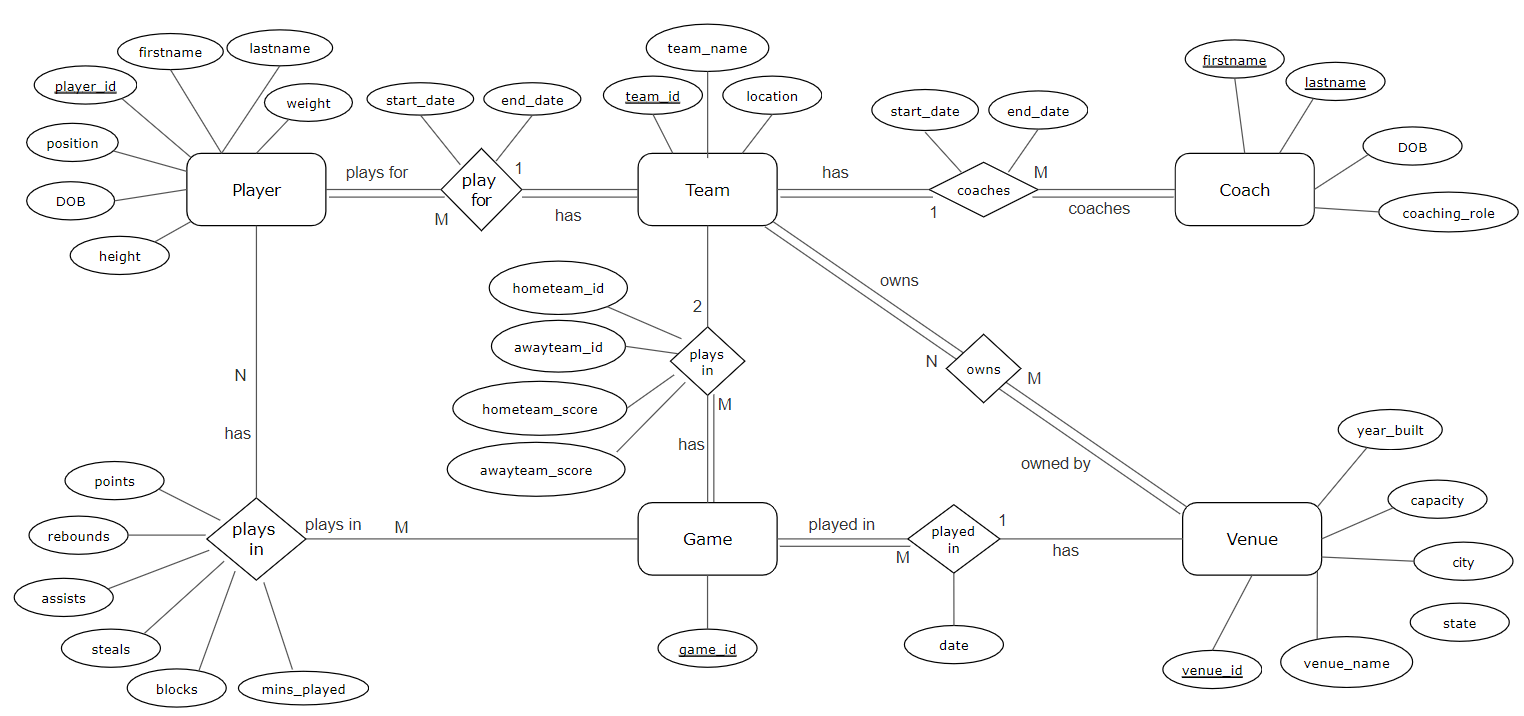 firstname
lastname
player_id
weight
position
DOB
height
Player
plays for
start_date
end_date
play
for
1
M
has
team_name
team_id
location
Team
has
start_date
end_date
coaches
M
1
coaches
firstname
lastname
DOB
coaching_role
Coach
hometeam_id
awayteam_id
hometeam_score
awayteam_score
2
plays
in
M
has
owns
N
owns
M
owned by
N
has
points
rebounds
assists
steals
blocks
mins_played
plays
in
plays in
M
Game
game_id
played in
M
played
in
1
has
date
Venue
year_built
capacity
city
state
venue_name
venue_id